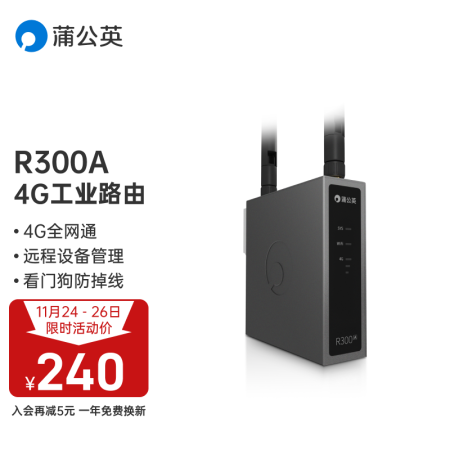 蒲公英
R300A
4G工业路由
• 4G全网通
• 远程设备管理
• 看门狗防掉线
11月24 - 26日
限时活动价
¥240
入会再减5元 一年免费换新
蒲公英
R300A